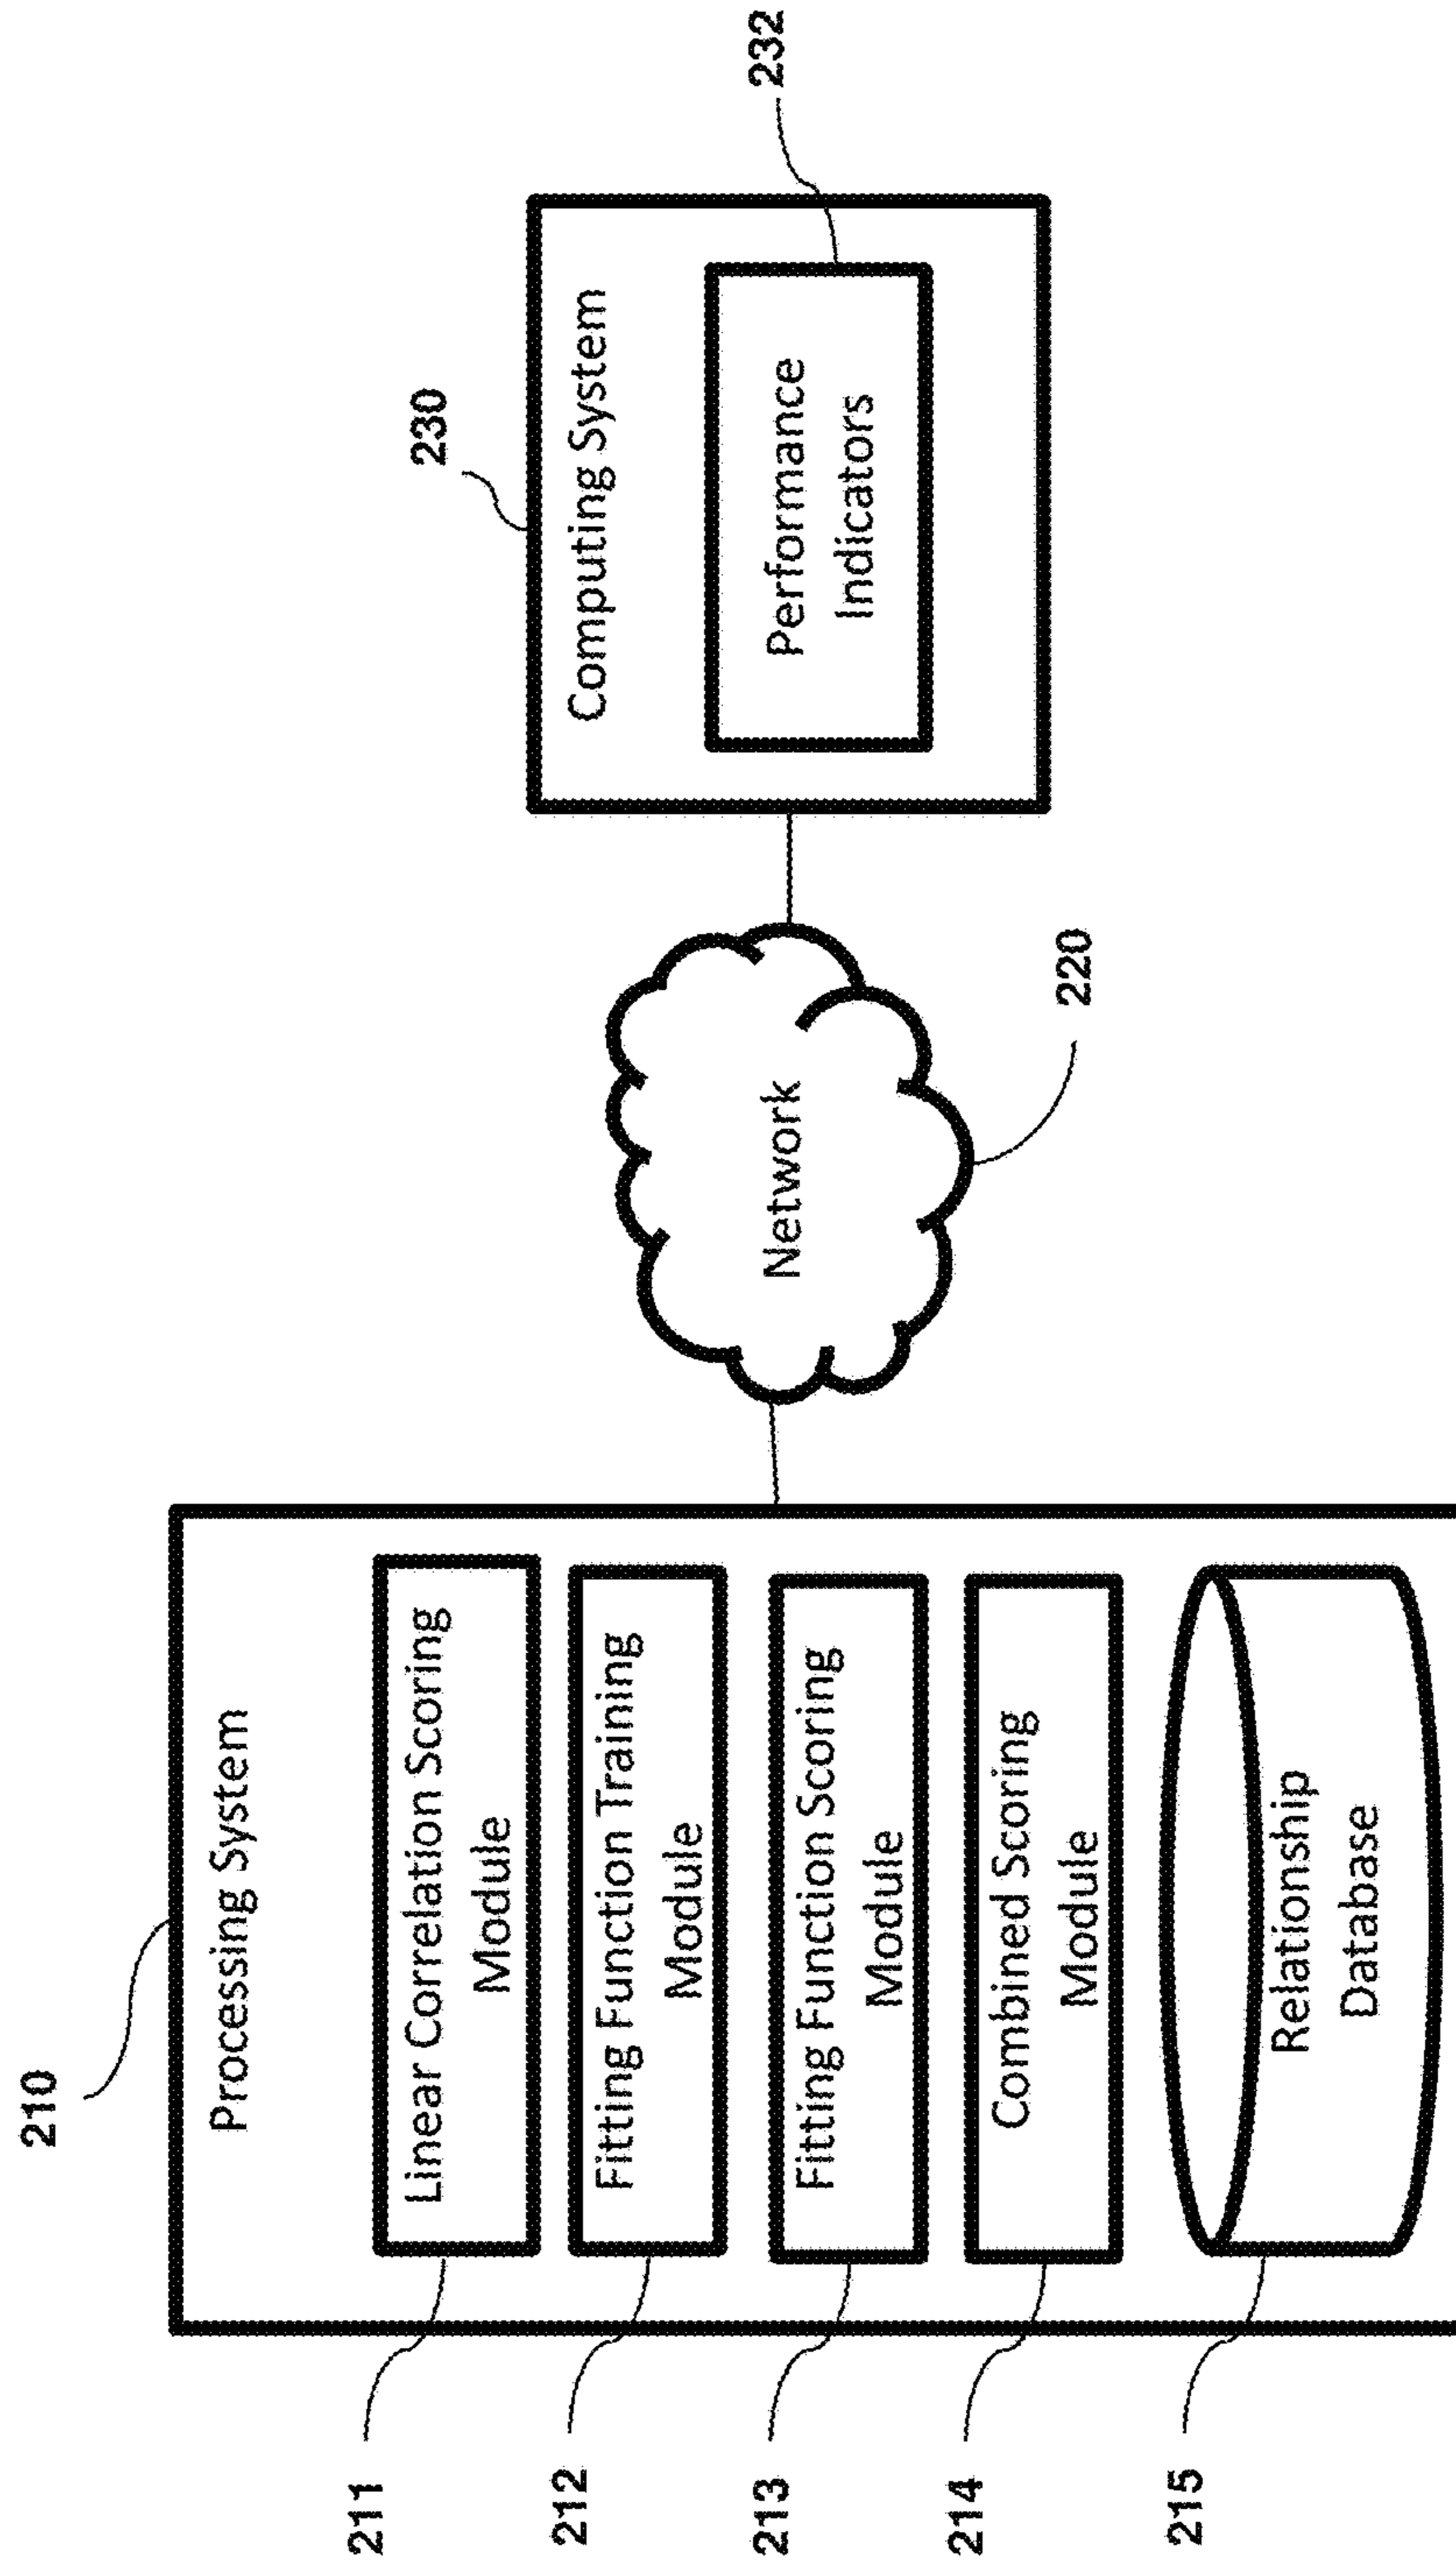 210
Processing System
211
Linear Correlation Scoring
Module
212
Fitting Function Training
Module
213
Fitting Function Scoring
Module
214
Combined Scoring
Module
215
Relationship
Database
Network
220
230
Computing System
Performance
Indicators
232